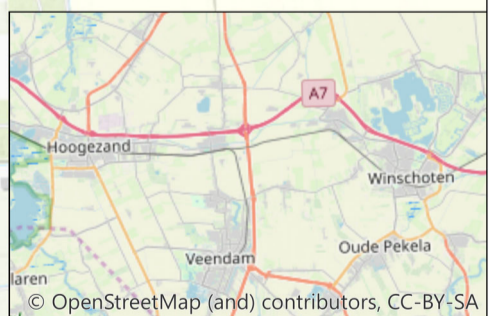 A7
Hoogezand
Winschoten
Oude Pekela
Veendam
laren
© OpenStreetMap (and) contributors, CC-BY-SA